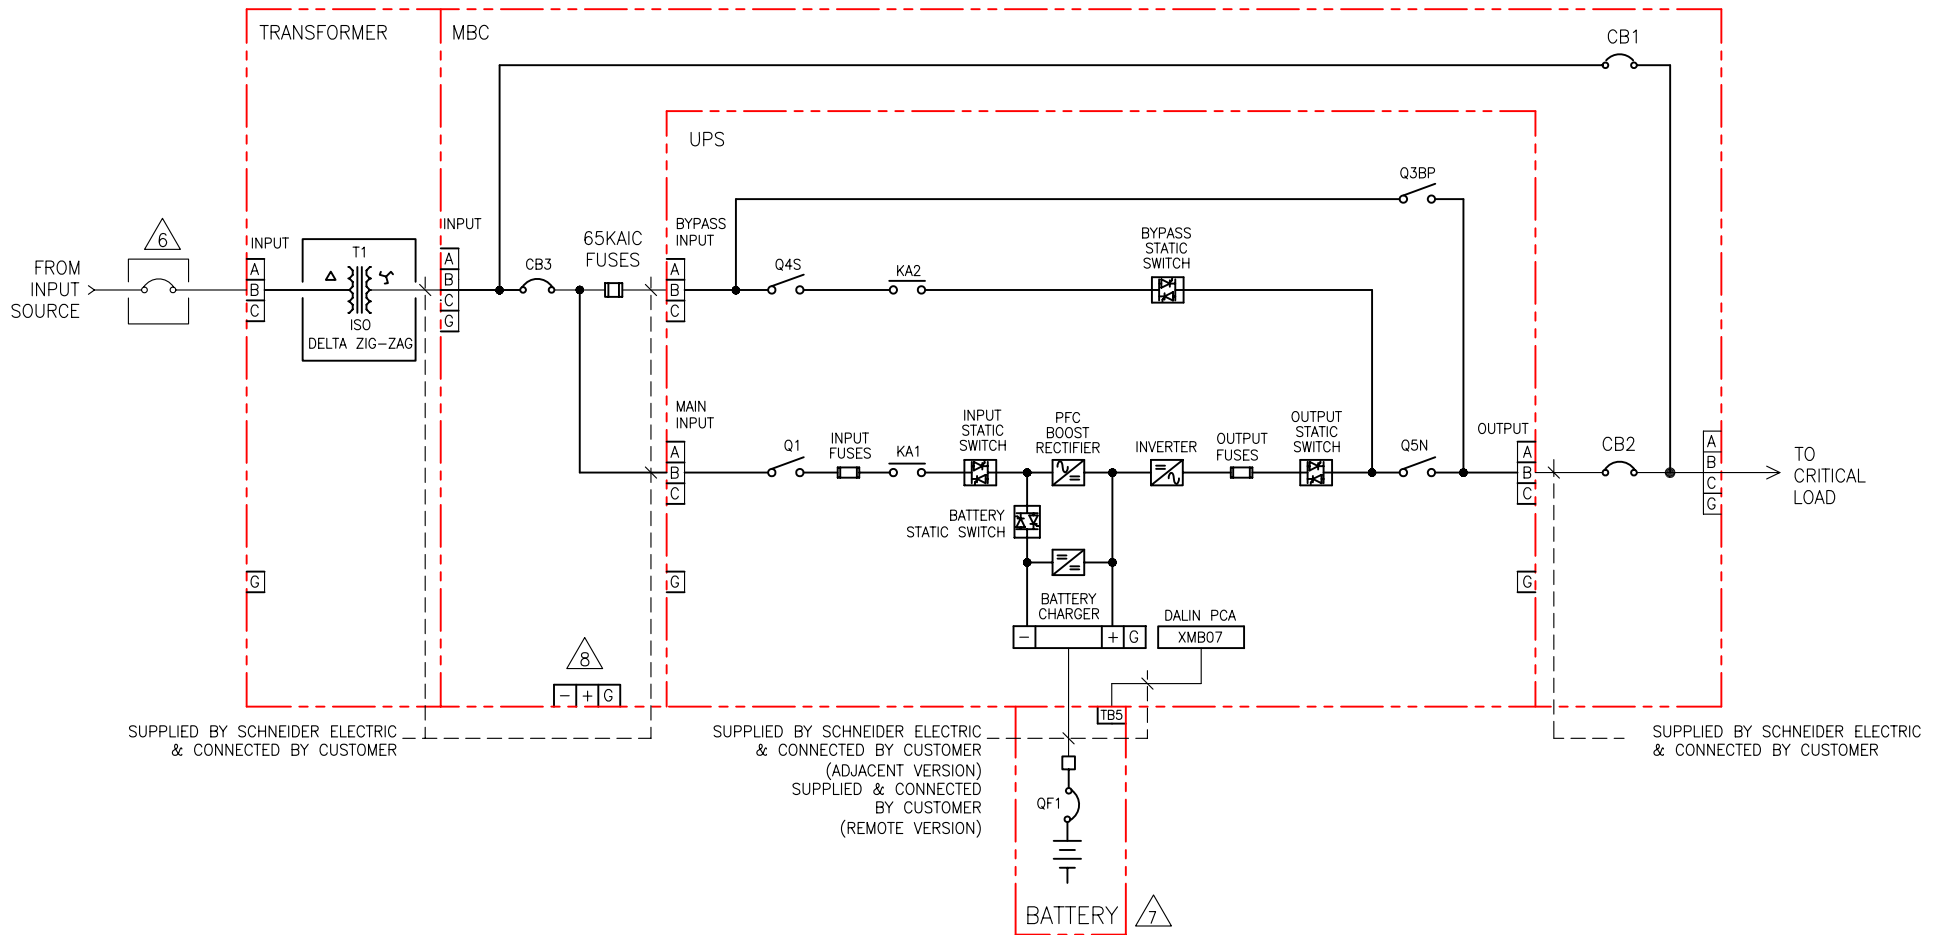 TRANSFORMER
MBC
CB1
UPS
Q3BP
6
INPUT
T1
INPUT
65KAIC
FUSES
BYPASS
INPUT
BYPASS
STATIC
SWITCH
FROM
INPUT
SOURCE
A
B
C
ISO
DELTA ZIG-ZAG
A
B
C
G
CB3
A
B
C
Q4S
KA2
MAIN
INPUT
A
B
C
Q1
INPUT
FUSES
KA1
INPUT
STATIC
SWITCH
PFC
BOOST
RECTIFIER
INVERTER
OUTPUT
FUSES
OUTPUT
STATIC
SWITCH
Q5N
OUTPUT
A
B
C
CB2
A
B
C
G
TO
CRITICAL
LOAD
BATTERY
STATIC SWITCH
G
G
G
BATTERY
CHARGER
- + G
DALIN PCA
XMB07
8
- + G
TB5
SUPPLIED BY SCHNEIDER ELECTRIC
& CONNECTED BY CUSTOMER
SUPPLIED BY SCHNEIDER ELECTRIC
& CONNECTED BY CUSTOMER
(ADJACENT VERSION)
SUPPLIED & CONNECTED
BY CUSTOMER
(REMOTE VERSION)
SUPPLIED BY SCHNEIDER ELECTRIC
& CONNECTED BY CUSTOMER
QF1
BATTERY
7